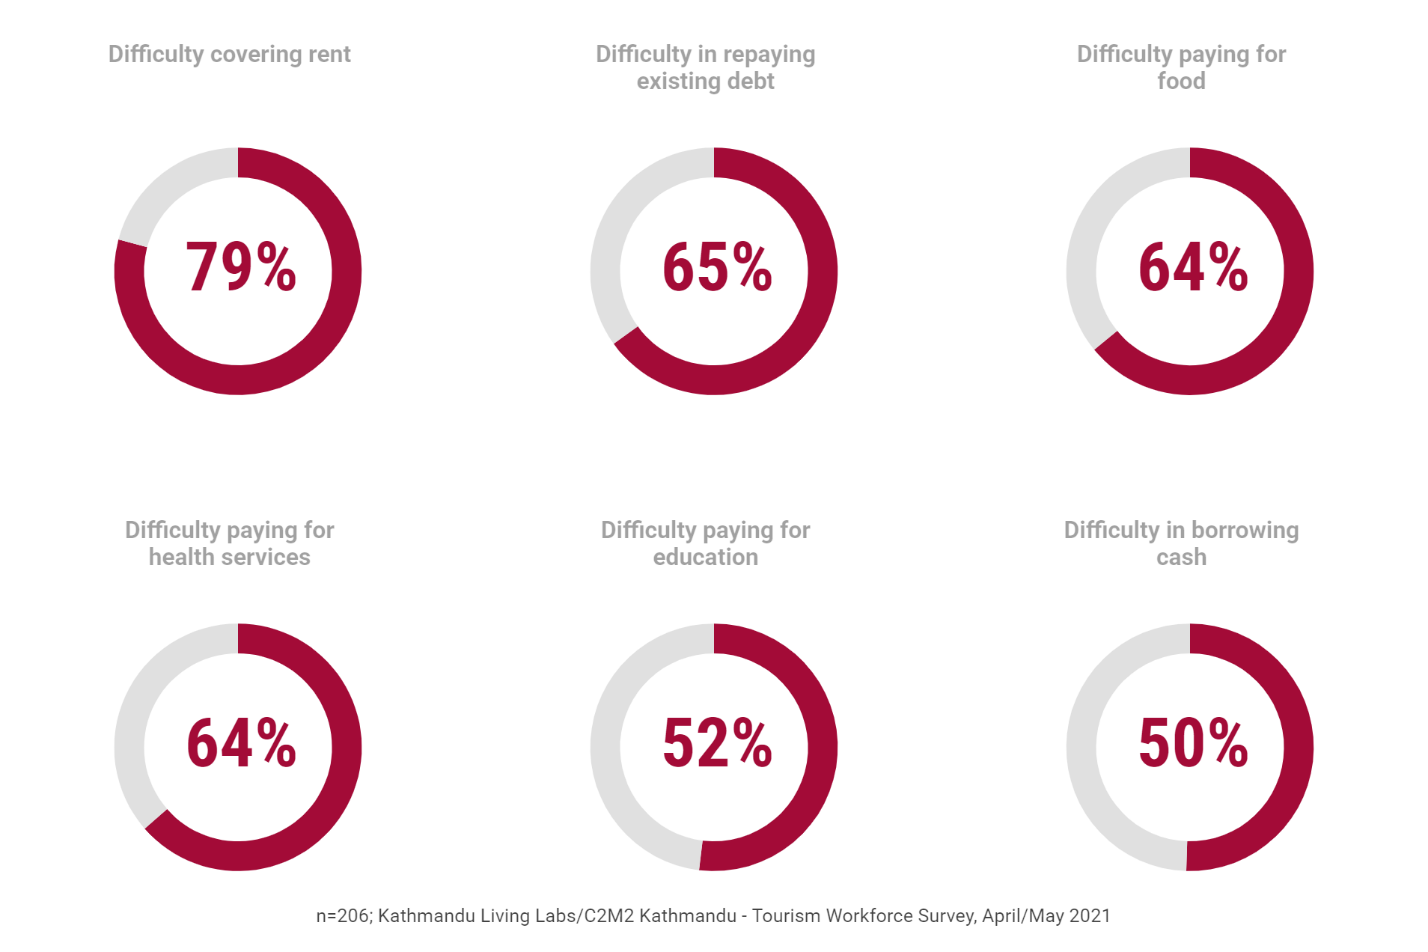 Difficulty covering rent
79%
Difficulty in repaying
existing debt
65%
Difficulty paying for
food
64%
Difficulty paying for
health services
64%
Difficulty paying for
education
52%
Difficulty in borrowing
cash
50%
n=206; Kathmandu Living Labs/C2M2 Kathmandu - Tourism Workforce Survey, April/May 2021